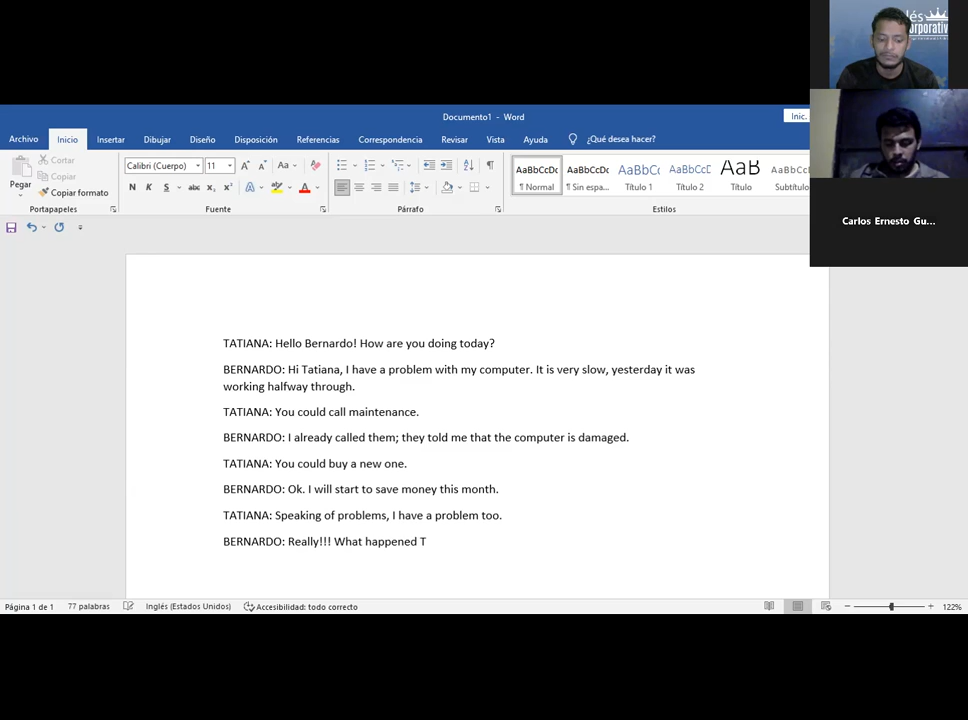 Documento1 - Word
Inic.
Archivo Inicio Insertar Dibujar Diseño Disposición Referencias Correspondencia Revisar Vista Ayuda ¿Qué desea hacer?
Pegar
Cortar
Copiar
Copiar formato
Portapapeles
Calibri (Cuerpo) 11
Fuente
Párrafo
AaBbCcDc AaBbCcDc AaBbC AaBbCcD AaB AaBbCcD
¶ Normal ¶ Sin espa... Título 1 Título 2 Título Subtítulo
Estilos
Carlos Ernesto Gu...
TATIANA: Hello Bernardo! How are you doing today?
BERNARDO: Hi Tatiana, I have a problem with my computer. It is very slow, yesterday it was
working halfway through.
TATIANA: You could call maintenance.
BERNARDO: I already called them; they told me that the computer is damaged.
TATIANA: You could buy a new one.
BERNARDO: Ok. I will start to save money this month.
TATIANA: Speaking of problems, I have a problem too.
BERNARDO: Really!!! What happened T
Página 1 de 1 77 palabras Inglés (Estados Unidos) Accesibilidad: todo correcto 122%